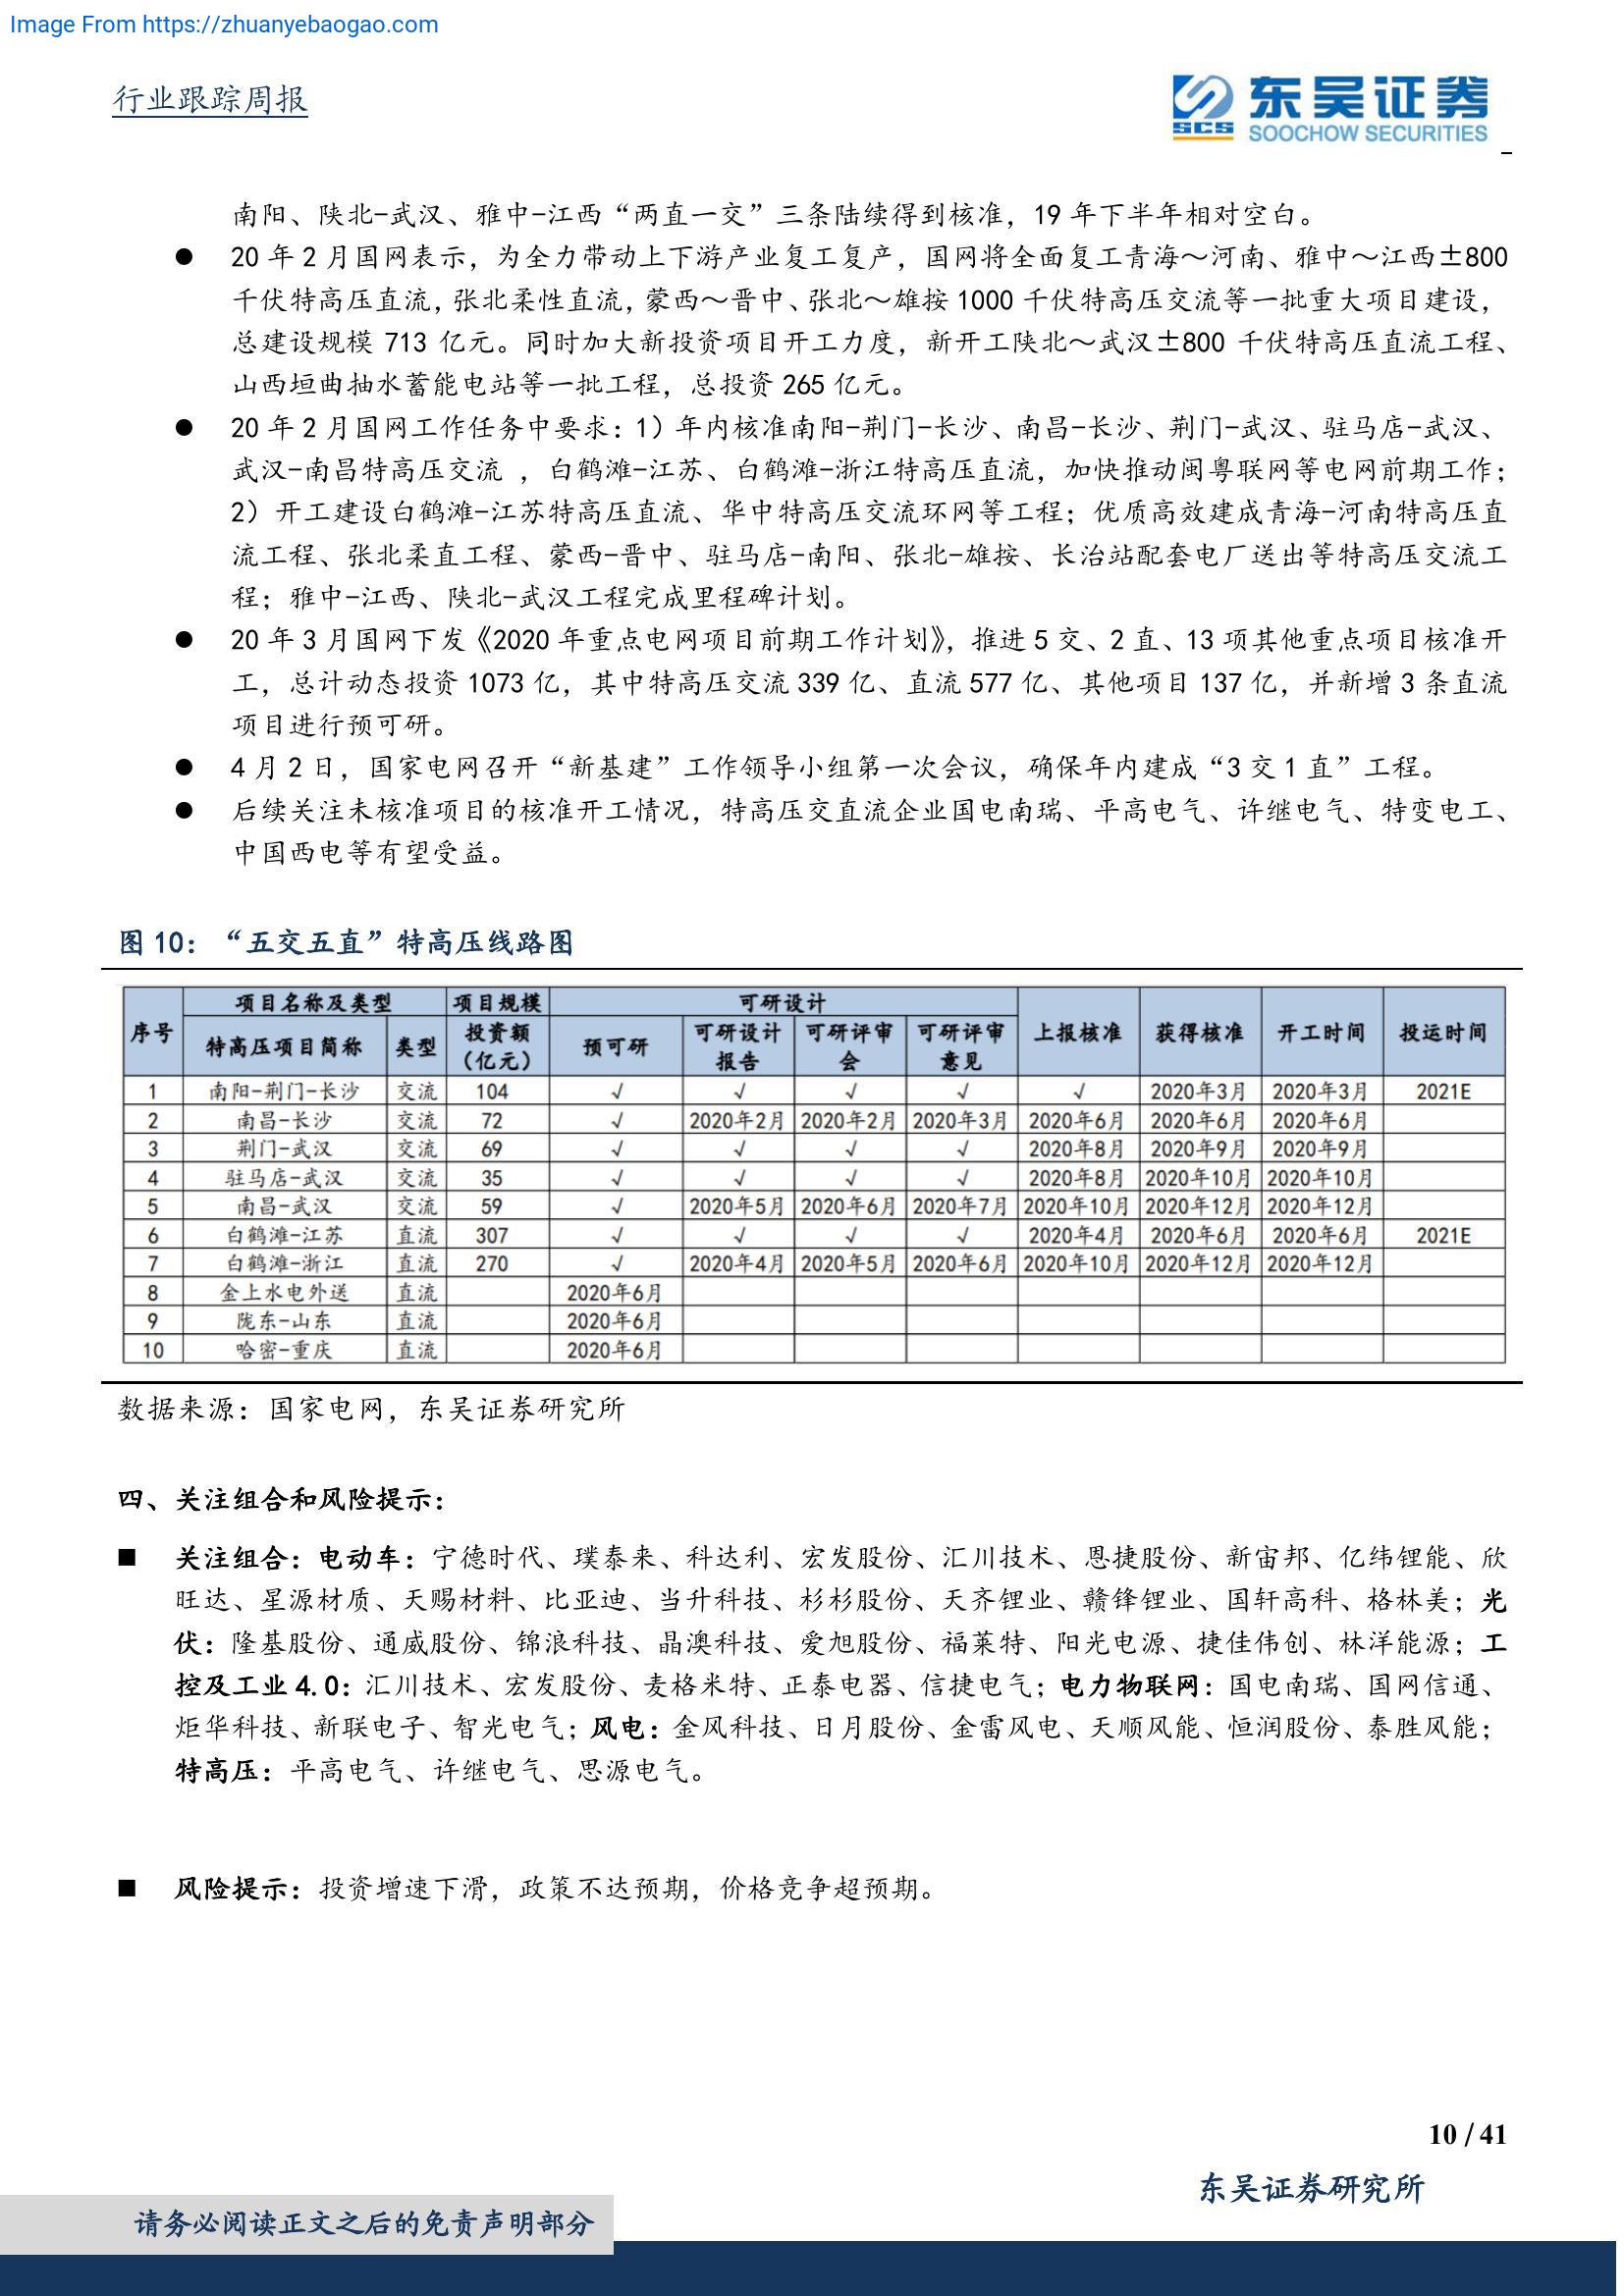 Image From https://zhuanyebaogao.com
行业跟踪周报
SCS
东吴证券
SOOCHOW SECURITIES
南阳、陕北-武汉、雅中-江西“两直一交”三条陆续得到核准，19 年下半年相对空白。
● 20 年 2 月国网表示，为全力带动上下游产业复工复产，国网将全面复工青海～河南、雅中～江西±800
千伏特高压直流，张北柔性直流，蒙西～晋中、张北～雄按 1000 千伏特高压交流等一批重大项目建设，
总建设规模 713 亿元。同时加大新投资项目开工力度，新开工陕北～武汉±800 千伏特高压直流工程、
山西垣曲抽水蓄能电站等一批工程，总投资 265 亿元。
● 20 年 2 月国网工作任务中要求：1）年内核准南阳-荆门-长沙、南昌-长沙、荆门-武汉、驻马店-武汉、
武汉-南昌特高压交流 ，白鹤滩-江苏、白鹤滩-浙江特高压直流，加快推动闽粤联网等电网前期工作；
2）开工建设白鹤滩-江苏特高压直流、华中特高压交流环网等工程；优质高效建成青海-河南特高压直
流工程、张北柔直工程、蒙西-晋中、驻马店-南阳、张北-雄按、长治站配套电厂送出等特高压交流工
程；雅中-江西、陕北-武汉工程完成里程碑计划。
● 20 年 3 月国网下发《2020 年重点电网项目前期工作计划》，推进 5 交、2 直、13 项其他重点项目核准开
工，总计动态投资 1073 亿，其中特高压交流 339 亿、直流 577 亿、其他项目 137 亿，并新增 3 条直流
项目进行预可研。
● 4 月 2 日，国家电网召开“新基建”工作领导小组第一次会议，确保年内建成“3 交 1 直”工程。
● 后续关注未核准项目的核准开工情况，特高压交直流企业国电南瑞、平高电气、许继电气、特变电工、
中国西电等有望受益。
图 10：“五交五直”特高压线路图
序号 项目名称及类型 项目规模 可研设计 上报核准 获得核准 开工时间 投运时间
特高压项目简称 类型 投资额（亿元） 预可研 可研设计报告 可研评审会 可研评审意见
1 南阳-荆门-长沙 交流 104 √ √ √ √ √ 2020年3月 2020年3月 2021E
2 南昌-长沙 交流 72 √ 2020年2月 2020年2月 2020年3月 2020年6月 2020年6月 2020年6月
3 荆门-武汉 交流 69 √ √ √ √ 2020年8月 2020年9月 2020年9月
4 驻马店-武汉 交流 35 √ √ √ √ 2020年8月 2020年10月 2020年10月
5 南昌-武汉 交流 59 √ 2020年5月 2020年6月 2020年7月 2020年10月 2020年12月 2020年12月
6 白鹤滩-江苏 直流 307 √ √ √ √ 2020年4月 2020年6月 2020年6月 2021E
7 白鹤滩-浙江 直流 270 √ 2020年4月 2020年5月 2020年6月 2020年10月 2020年12月 2020年12月
8 金上水电外送 直流 2020年6月
9 陇东-山东 直流 2020年6月
10 哈密-重庆 直流 2020年6月
数据来源：国家电网，东吴证券研究所
四、关注组合和风险提示：
■ 关注组合：电动车：宁德时代、璞泰来、科达利、宏发股份、汇川技术、恩捷股份、新宙邦、亿纬锂能、欣
旺达、星源材质、天赐材料、比亚迪、当升科技、杉杉股份、天齐锂业、赣锋锂业、国轩高科、格林美；光
伏：隆基股份、通威股份、锦浪科技、晶澳科技、爱旭股份、福莱特、阳光电源、捷佳伟创、林洋能源；工
控及工业 4.0：汇川技术、宏发股份、麦格米特、正泰电器、信捷电气；电力物联网：国电南瑞、国网信通、
炬华科技、新联电子、智光电气；风电：金风科技、日月股份、金雷风电、天顺风能、恒润股份、泰胜风能；
特高压：平高电气、许继电气、思源电气。
■ 风险提示：投资增速下滑，政策不达预期，价格竞争超预期。
10 / 41
东吴证券研究所
请务必阅读正文之后的免责声明部分